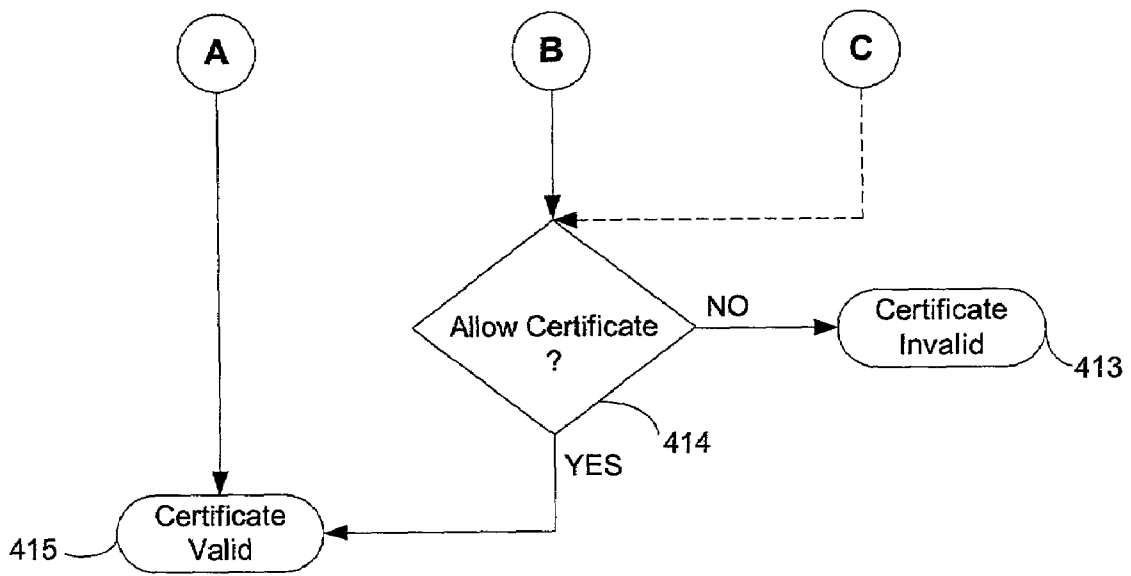 A
B
C
Allow Certificate
?
NO
Certificate
Invalid
413
414
YES
Certificate
Valid
415